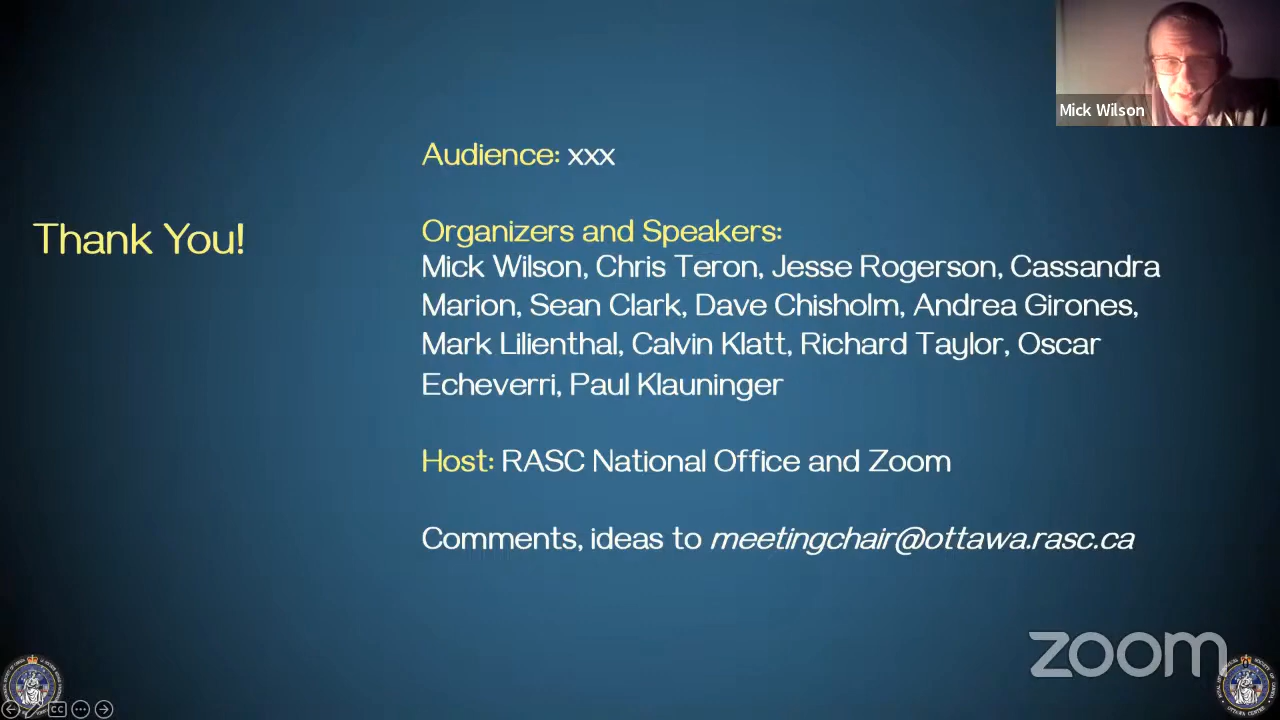 Mick Wilson
Audience: xxx
Thank You!
Organizers and Speakers:
Mick Wilson, Chris Teron, Jesse Rogerson, Cassandra
Marion, Sean Clark, Dave Chisholm, Andrea Girones,
Mark Lilienthal, Calvin Klatt, Richard Taylor, Oscar
Echeverri, Paul Klauninger
Host: RASC National Office and Zoom
Comments, ideas to meetingchair@ottawa.rasc.ca
zoom
CC